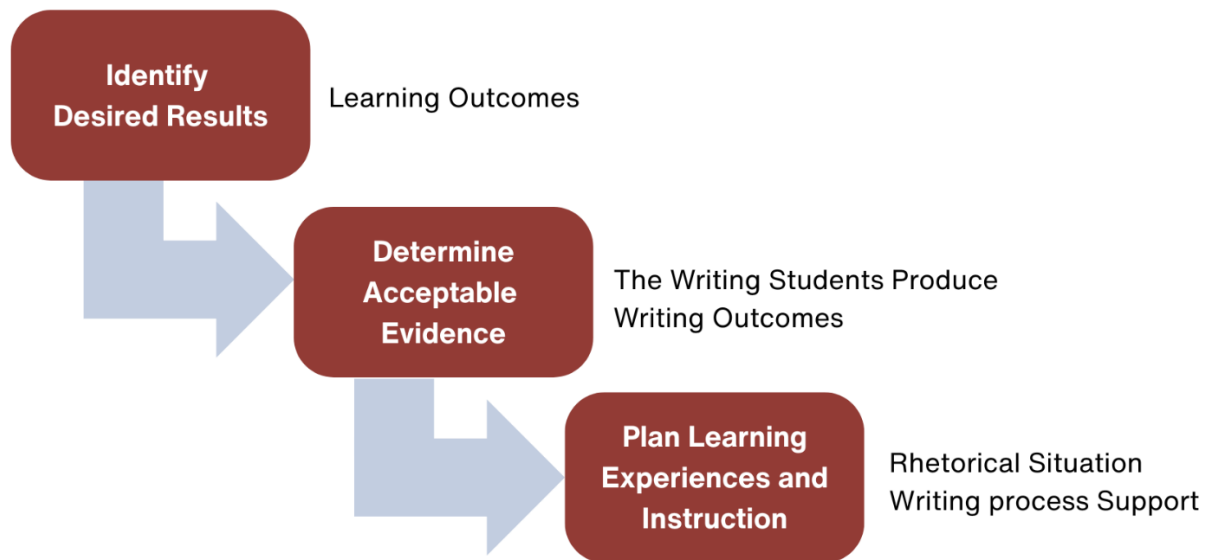 Identify
Desired Results
Learning Outcomes
Determine
Acceptable
Evidence
The Writing Students Produce
Writing Outcomes
Plan Learning
Experiences and
Instruction
Rhetorical Situation
Writing process Support